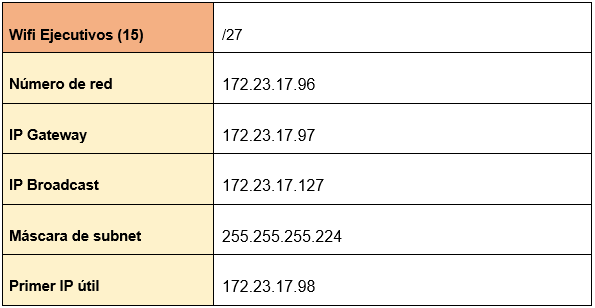 Wifi Ejecutivos (15) /27
Número de red 172.23.17.96
IP Gateway 172.23.17.97
IP Broadcast 172.23.17.127
Máscara de subnet 255.255.255.224
Primer IP útil 172.23.17.98